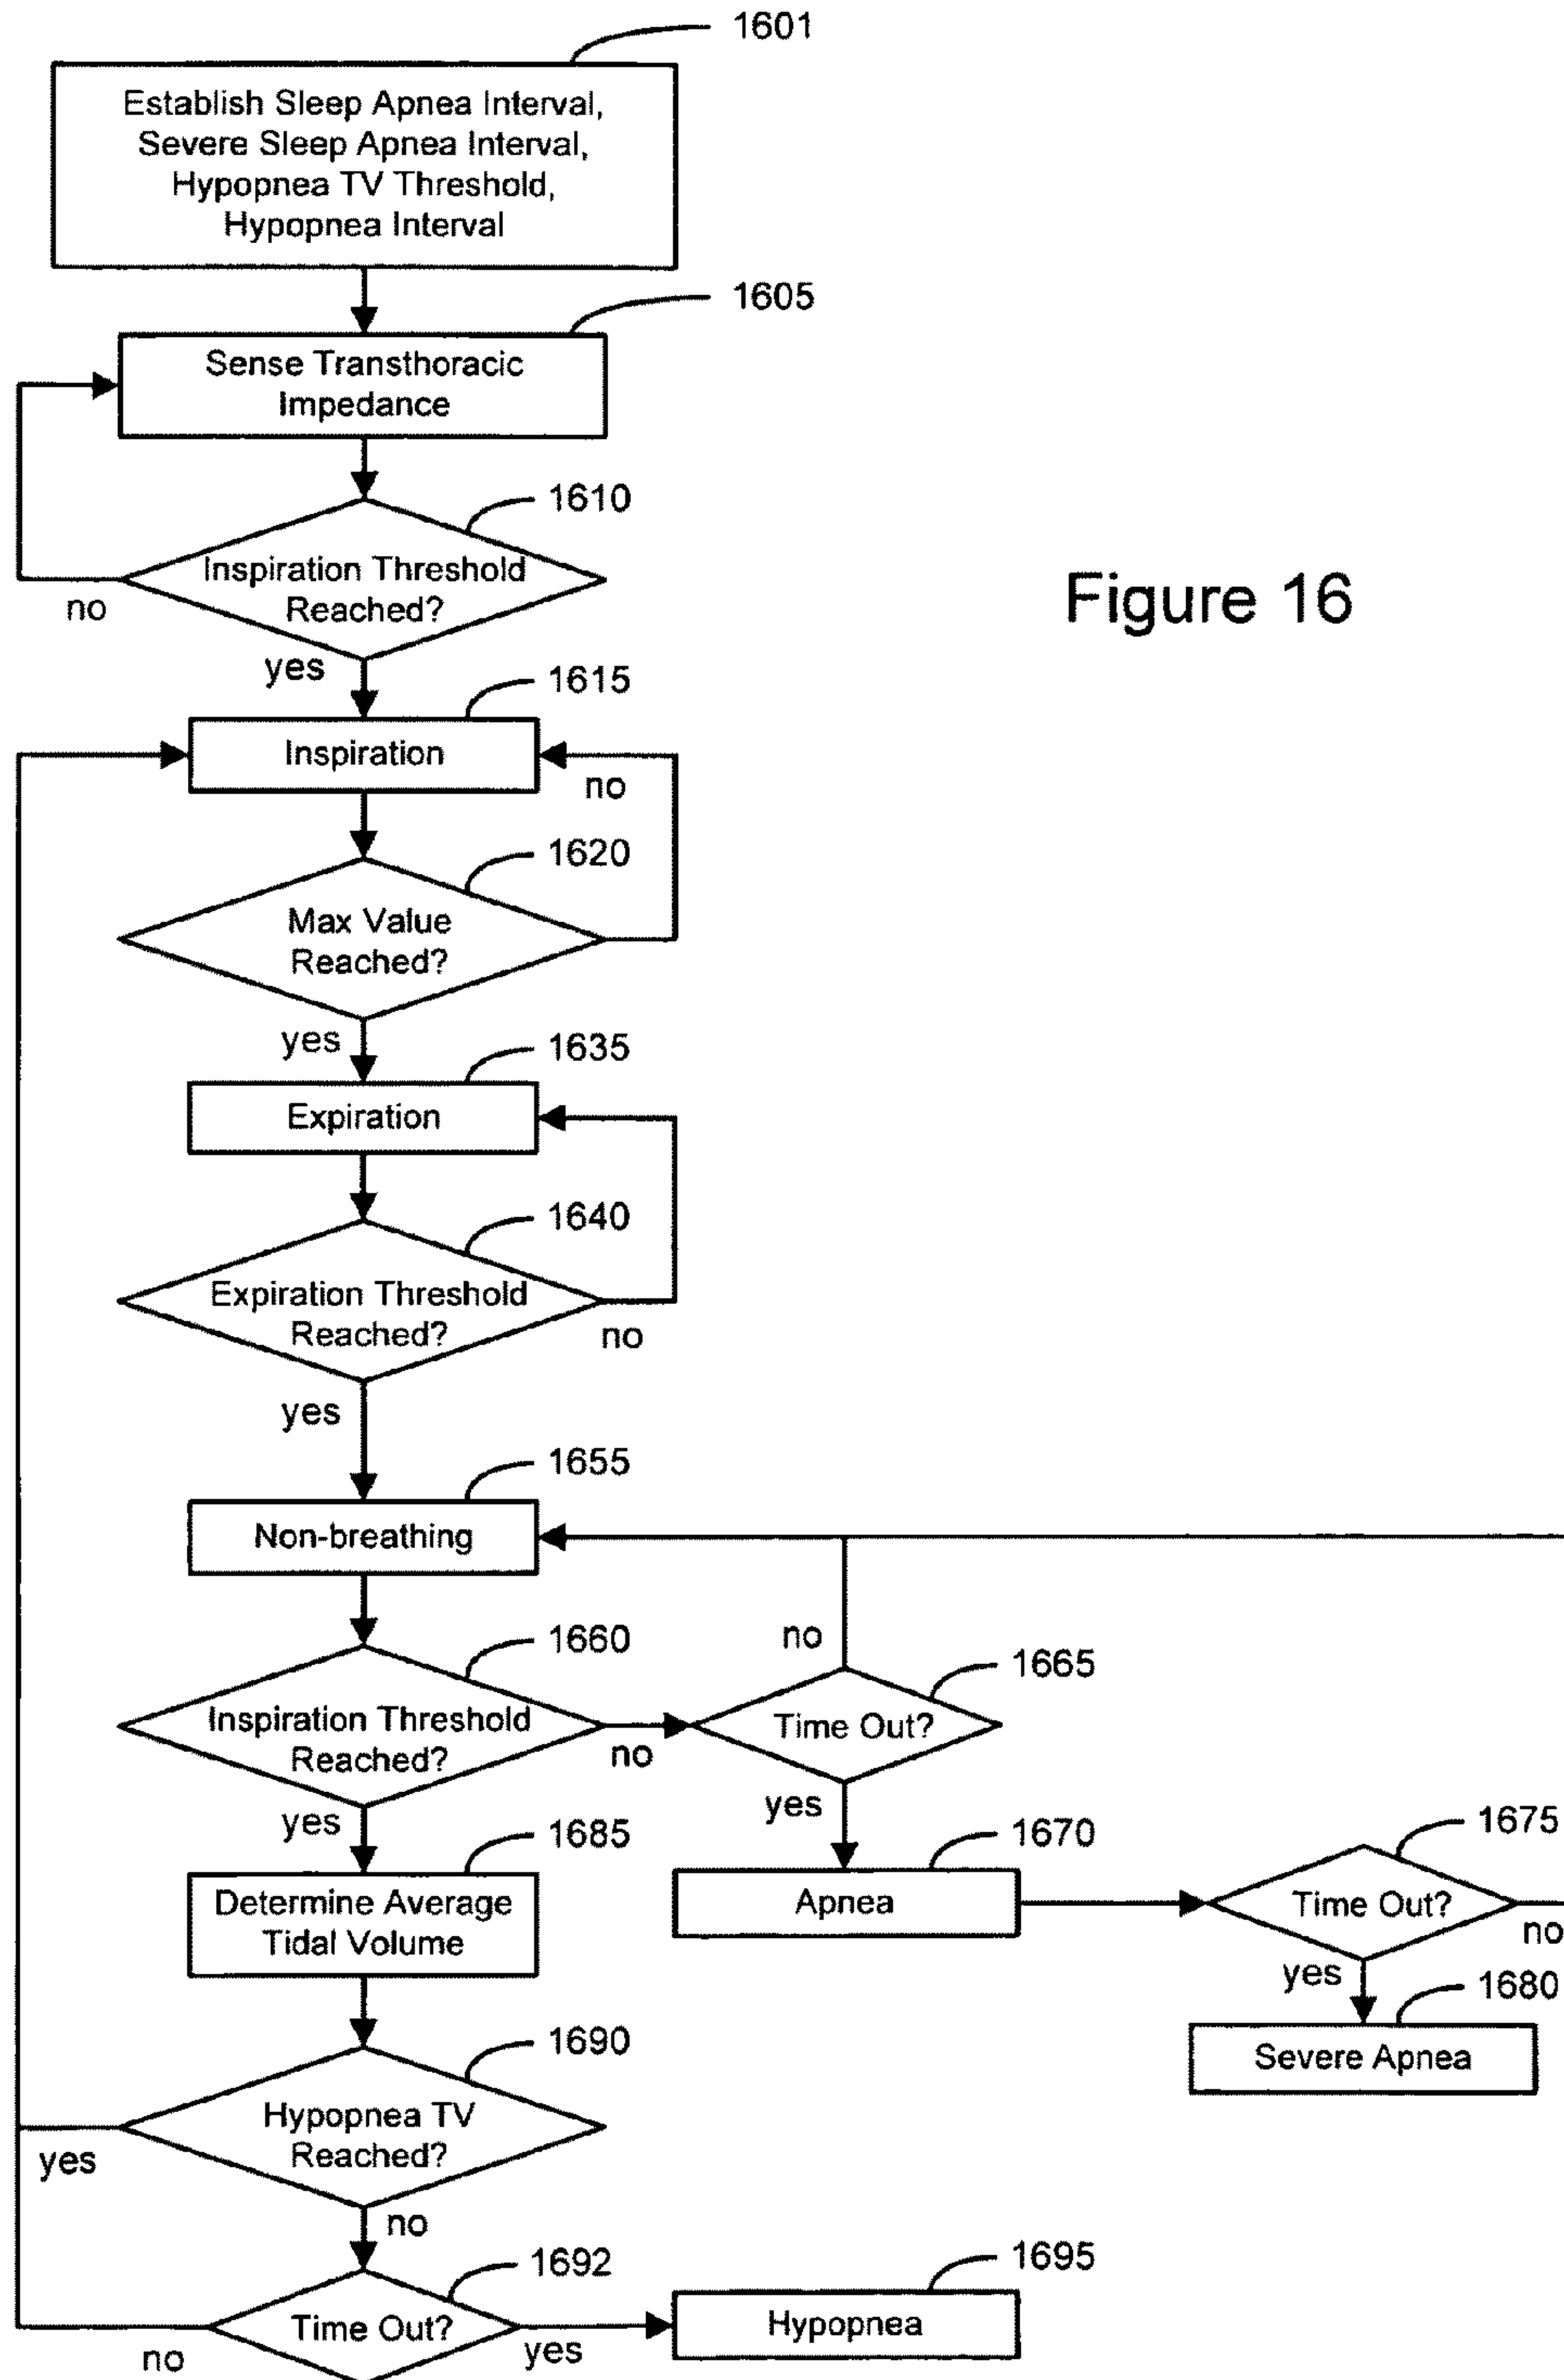 1601
Establish Sleep Apnea Interval,
Severe Sleep Apnea Interval,
Hypopnea TV Threshold,
Hypopnea Interval
1605
Sense Transthoracic
Impedance
1610
Inspiration Threshold
Reached?
no
yes
Figure 16
1615
Inspiration
no
1620
Max Value
Reached?
yes
1635
Expiration
1640
Expiration Threshold
Reached?
no
yes
1655
Non-breathing
1660
Inspiration Threshold
Reached?
no
yes
1665
no
Time Out?
yes
1670
Apnea
1675
Time Out?
no
yes
1680
Severe Apnea
1685
Determine Average
Tidal Volume
1690
Hypopnea TV
Reached?
yes
no
1692
Time Out?
no
yes
1695
Hypopnea